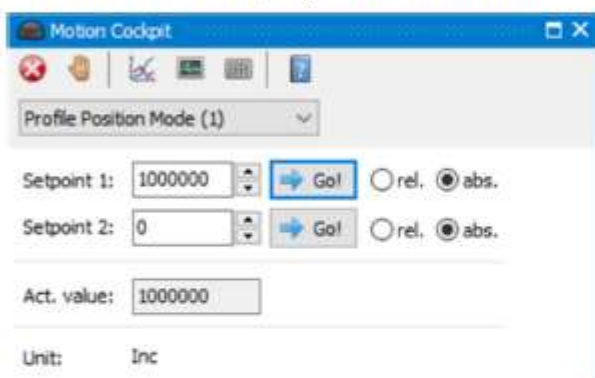 Motion Cockpit
Profile Position Mode (1)
Setpoint 1: 1000000 Go! rel. abs.
Setpoint 2: 0 Go! rel. abs.
Act. value: 1000000
Unit: Inc